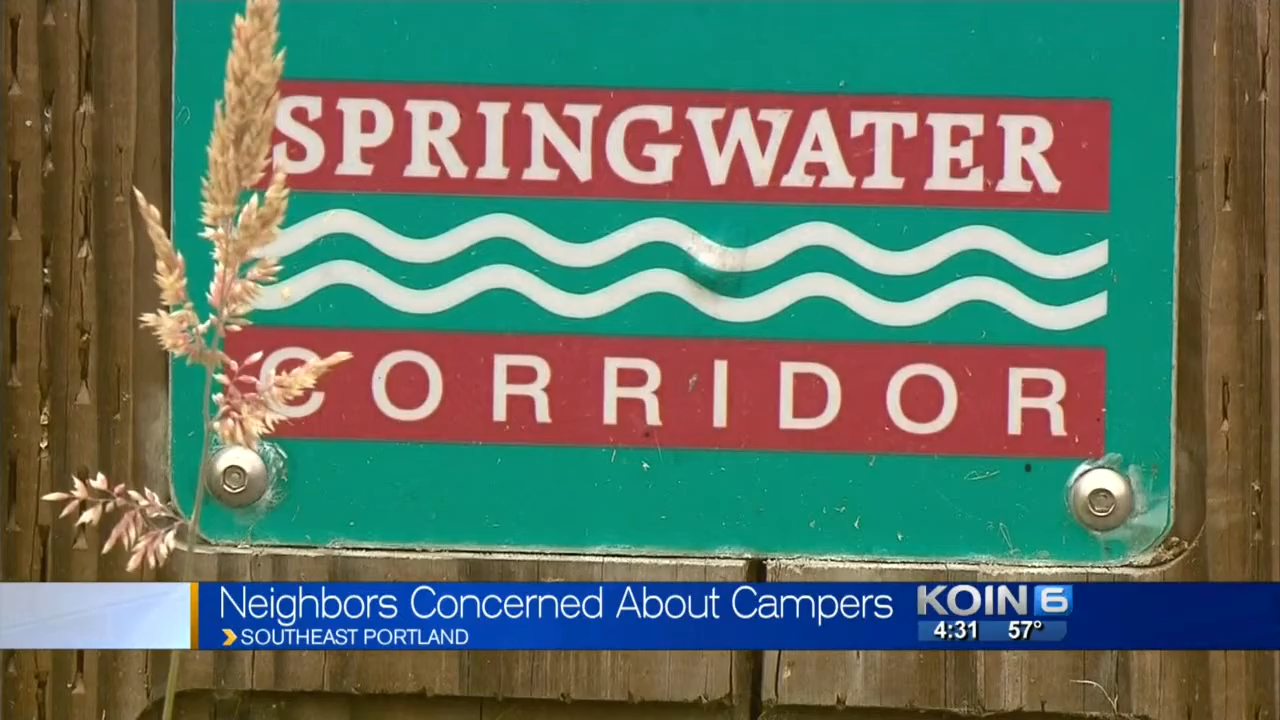 SPRINGWATER
CORRIDOR
Neighbors Concerned About Campers
SOUTHEAST PORTLAND
KOIN 6
4:31 57°